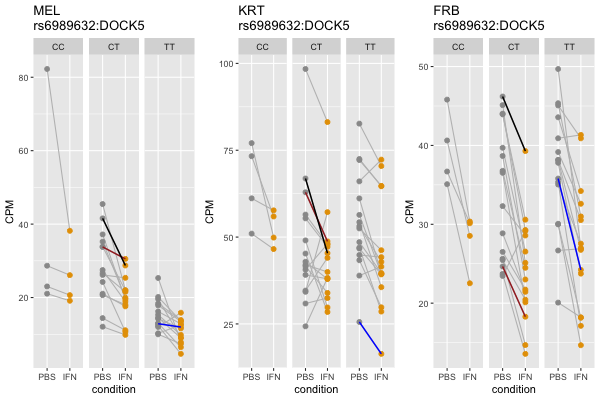 MEL
rs6989632:DOCK5
CC CT TT
CPM
80
60
40
20
PBS IFN PBS IFN PBS IFN
condition
KRT
rs6989632:DOCK5
CC CT TT
CPM
100
75
50
25
PBS IFN PBS IFN PBS IFN
condition
FRB
rs6989632:DOCK5
CC CT TT
CPM
50
40
30
20
PBS IFN PBS IFN PBS IFN
condition